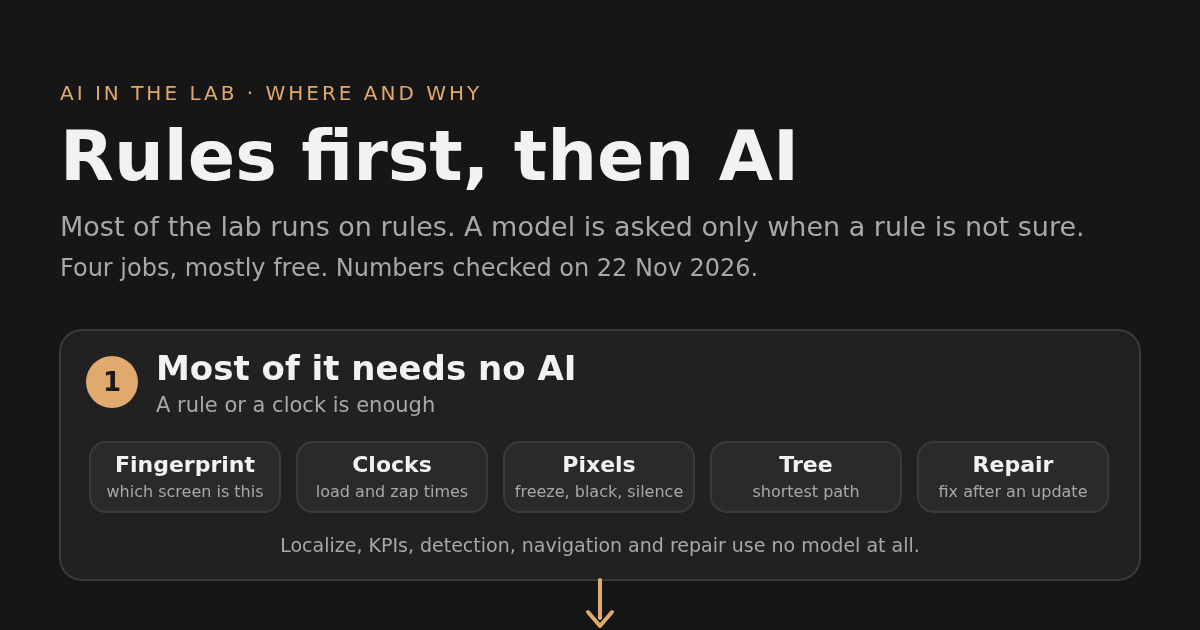 AI IN THE LAB · WHERE AND WHY
Rules first, then AI
Most of the lab runs on rules. A model is asked only when a rule is not sure.
Four jobs, mostly free. Numbers checked on 22 Nov 2026.
1
Most of it needs no AI
A rule or a clock is enough
Fingerprint
which screen is this
Clocks
load and zap times
Pixels
freeze, black, silence
Tree
shortest path
Repair
fix after an update
Localize, KPIs, detection, navigation and repair use no model at all.